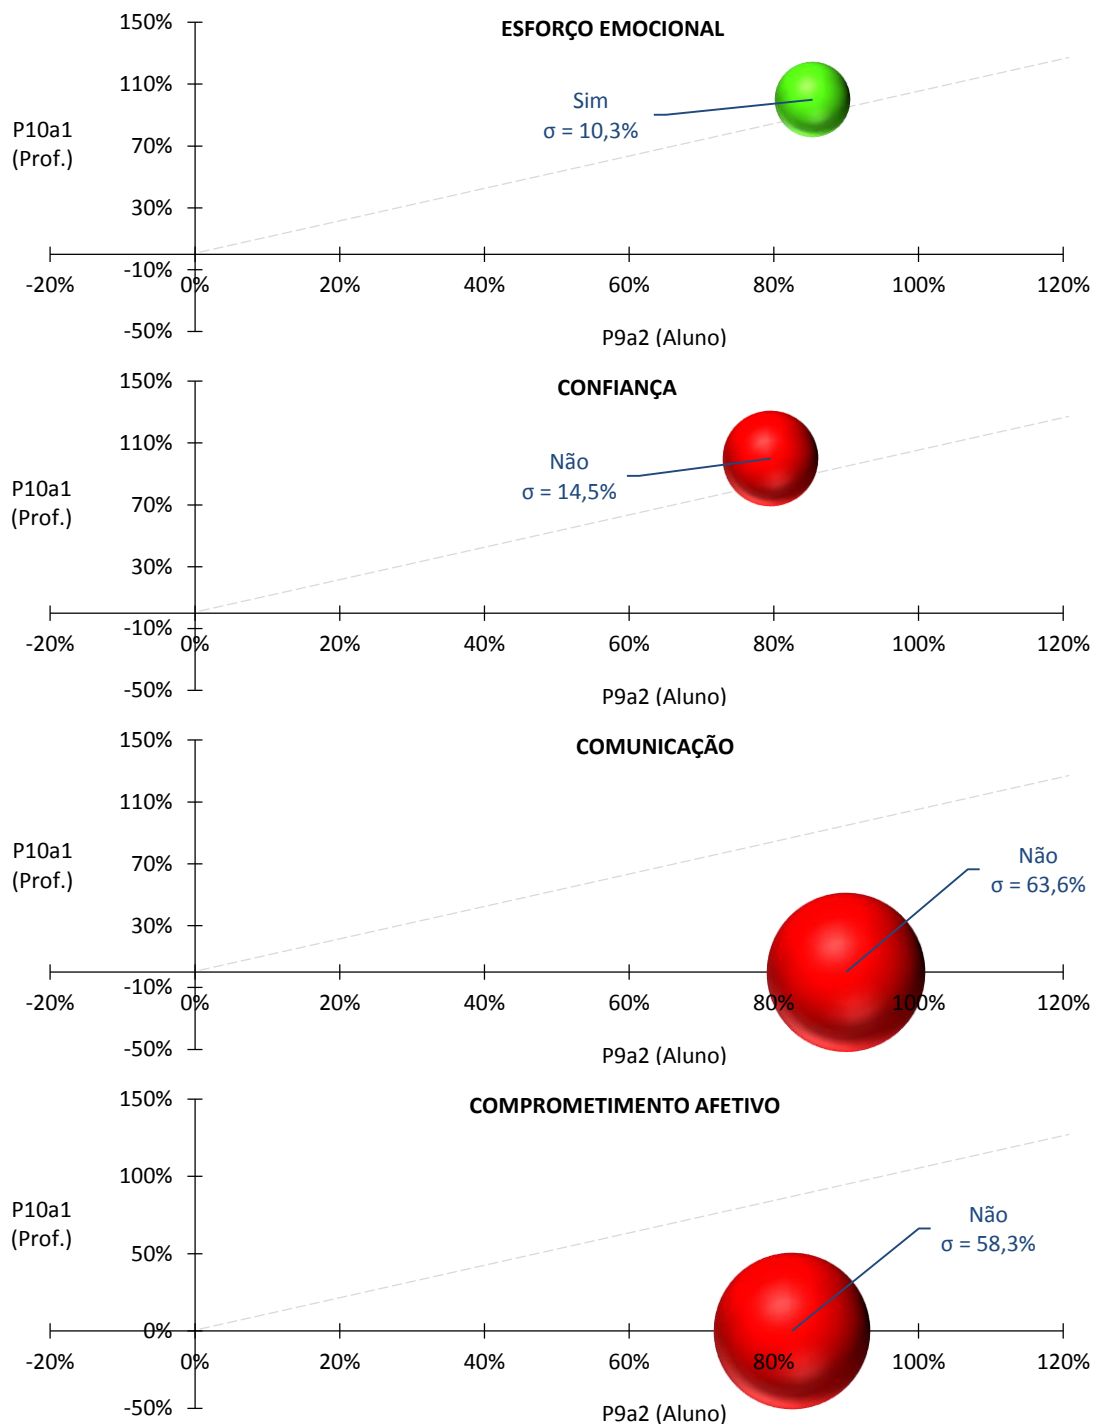 150%
ESFORÇO EMOCIONAL
110%
Sim
σ = 10,3%
P10a1
(Prof.)
70%
30%
-10%
-20%
0%
20%
40%
60%
80%
100%
120%
-50%
P9a2 (Aluno)
150%
CONFIANÇA
110%
Não
σ = 14,5%
P10a1
(Prof.)
70%
30%
-10%
-20%
0%
20%
40%
60%
80%
100%
120%
-50%
P9a2 (Aluno)
150%
COMUNICAÇÃO
110%
P10a1
(Prof.)
70%
Não
σ = 63,6%
30%
-10%
-20%
0%
20%
40%
60%
80%
100%
120%
-50%
P9a2 (Aluno)
150%
COMPROMETIMENTO AFETIVO
100%
P10a1
(Prof.)
50%
Não
σ = 58,3%
0%
-20%
0%
20%
40%
60%
80%
100%
120%
-50%
P9a2 (Aluno)